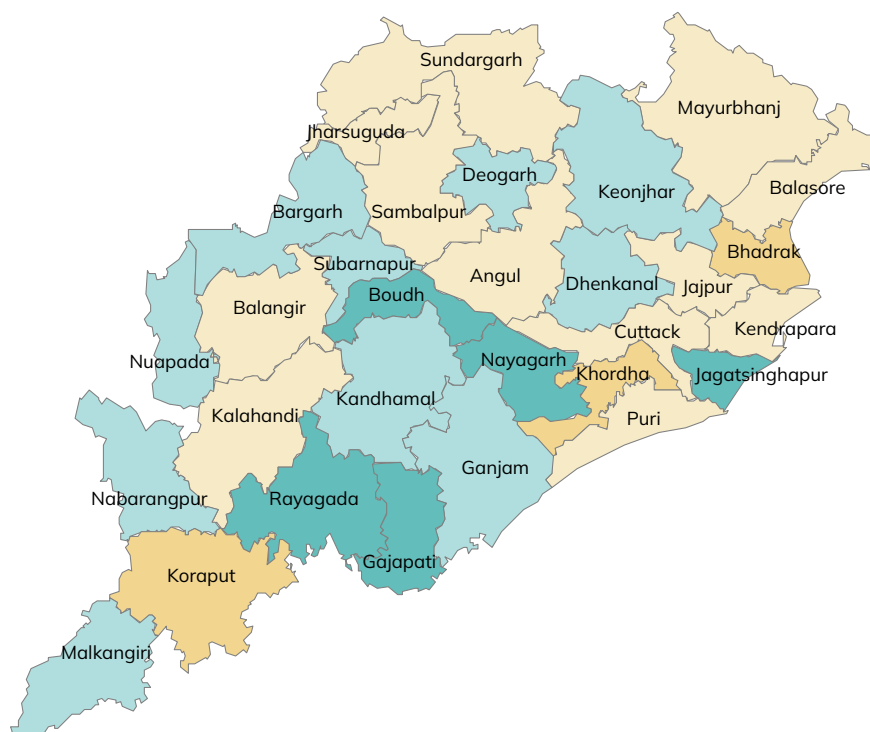 Sundargarh
Mayurbhanj
Jharsuguda
Deogarh
Keonjhar
Balasore
Bargarh
Sambalpur
Bhadrak
Subarnapur
Angul
Dhenkanal
Jajpur
Boudh
Balangir
Cuttack
Kendrapara
Nuapada
Nayagarh
Khordha
Jagatsinghapur
Kandhamal
Kalahandi
Puri
Ganjam
Nabarangpur
Rayagada
Gajapati
Koraput
Malkangiri